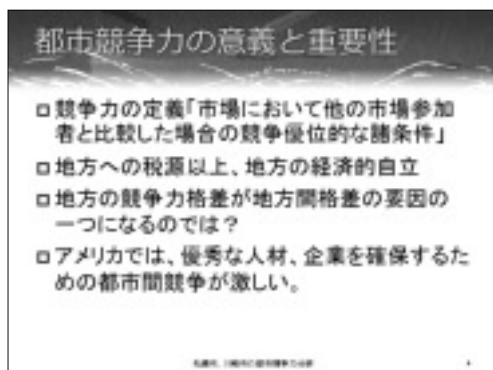 都市競争力の意義と重要性
競争力の定義「市場において他の市場参加
者と比較した場合の競争優位的な諸条件」
地方への税源以上、地方の経済的自立
地方の競争力格差が地方間格差の要因の
一つになるのでは？
アメリカでは、優秀な人材、企業を確保するた
めの都市間競争が激しい。